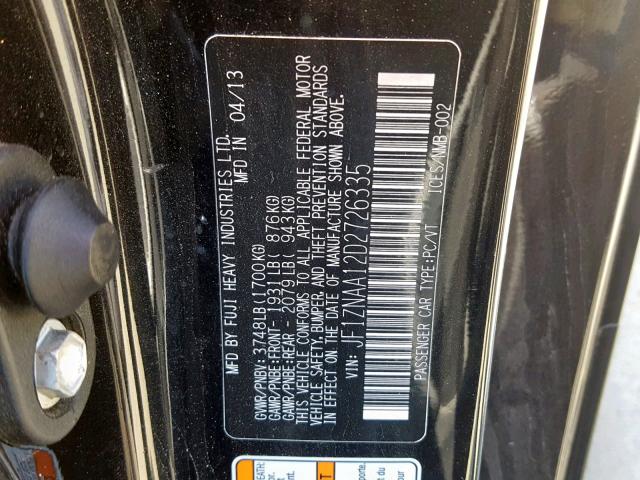 MFD BY FUJI HEAVY INDUSTRIES LTD.
MFD IN 04/13
GVWR/PNBV: 3748LB(1700KG)
GAWR/PNBE:FRONT- 1931LB( 876KG)
GAWR/PNBE:REAR - 2079LB( 943KG)
THIS VEHICLE CONFORMS TO ALL APPLICABLE FEDERAL MOTOR
VEHICLE SAFETY,BUMPER, AND THEFT PREVENTION STANDARDS
IN EFFECT ON THE DATE OF MANUFACTURE SHOWN ABOVE.
VIN: JF1ZNAA12D2726335
PASSENGER CAR TYPE:PC/VT ICES/NMB-002